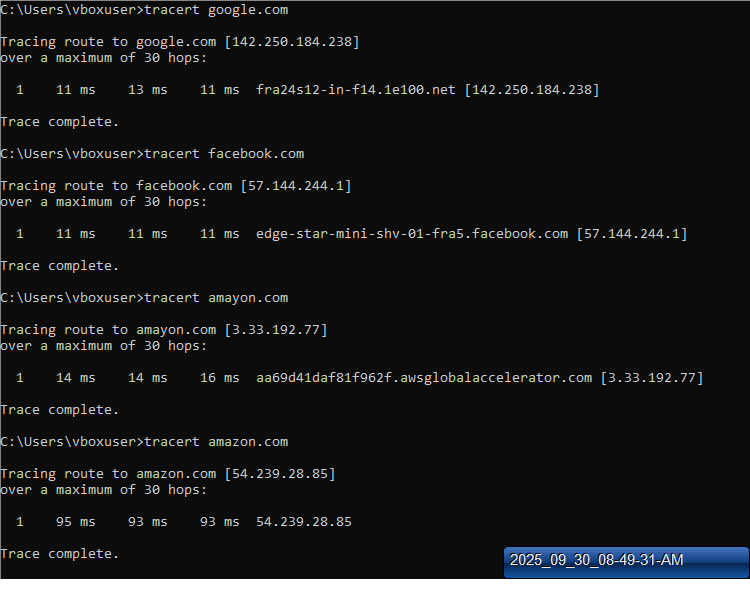 C:\Users\vboxuser>tracert google.com
Tracing route to google.com [142.250.184.238]
over a maximum of 30 hops:
1 11 ms 13 ms 11 ms fra24s12-in-f14.1e100.net [142.250.184.238]
Trace complete.
C:\Users\vboxuser>tracert facebook.com
Tracing route to facebook.com [57.144.244.1]
over a maximum of 30 hops:
1 11 ms 11 ms 11 ms edge-star-mini-shv-01-fra5.facebook.com [57.144.244.1]
Trace complete.
C:\Users\vboxuser>tracert amayon.com
Tracing route to amayon.com [3.33.192.77]
over a maximum of 30 hops:
1 14 ms 14 ms 16 ms aa69d41daf81f962f.awsglobalaccelerator.com [3.33.192.77]
Trace complete.
C:\Users\vboxuser>tracert amazon.com
Tracing route to amazon.com [54.239.28.85]
over a maximum of 30 hops:
1 95 ms 93 ms 93 ms 54.239.28.85
Trace complete.
2025_09_30_08-49-31-AM